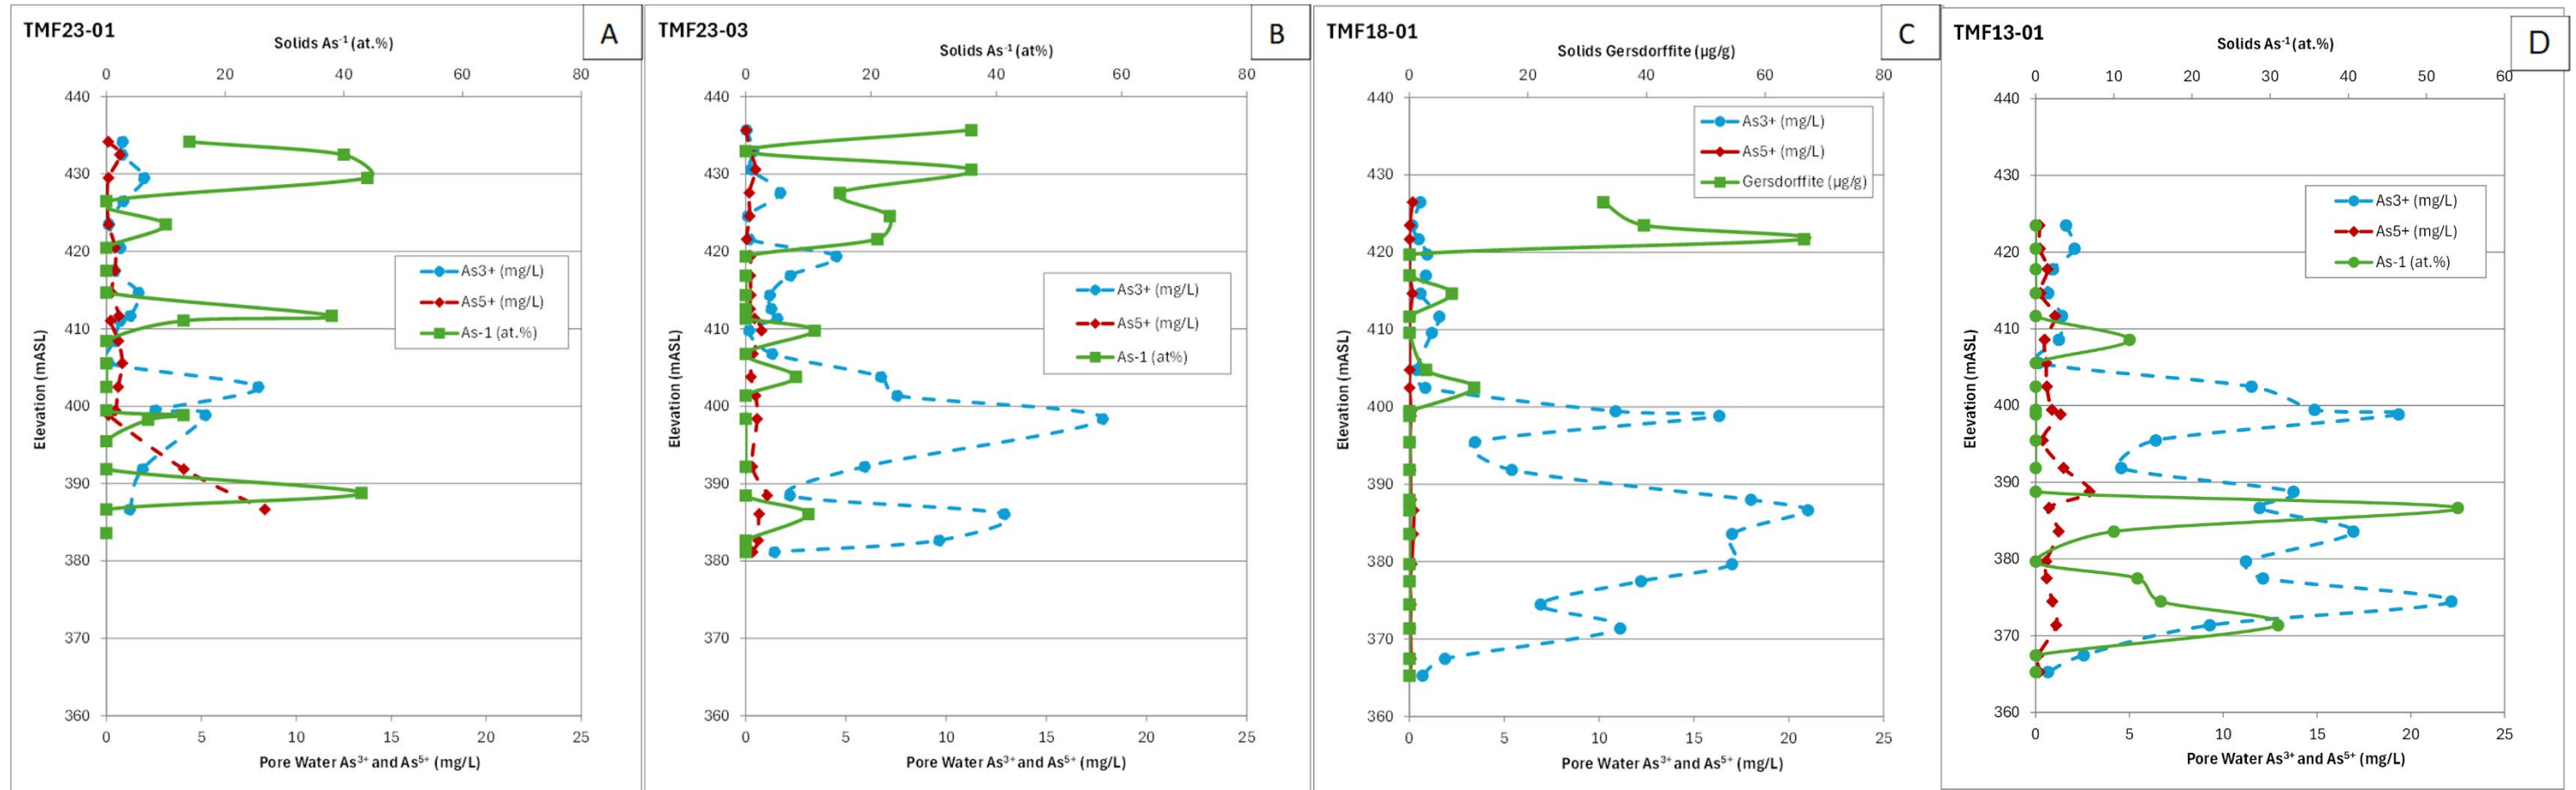 TMF23-01
A
Solids As⁻¹ (at.%)
0 20 40 60 80
440
430
420
410
400
390
380
370
360
Elevation (mASL)
As3+ (mg/L)
As5+ (mg/L)
As-1 (at.%)
0 5 10 15 20 25
Pore Water As³⁺ and As⁵⁺ (mg/L)
TMF23-03
B
Solids As⁻¹ (at%)
0 20 40 60 80
440
430
420
410
400
390
380
370
360
Elevation (mASL)
As3+ (mg/L)
As5+ (mg/L)
As-1 (at%)
0 5 10 15 20 25
Pore Water As³⁺ and As⁵⁺ (mg/L)
TMF18-01
C
Solids Gersdorffite (µg/g)
0 20 40 60 80
440
430
420
410
400
390
380
370
360
Elevation (mASL)
As3+ (mg/L)
As5+ (mg/L)
Gersdorffite (µg/g)
0 5 10 15 20 25
Pore Water As³⁺ and As⁵⁺ (mg/L)
TMF13-01
D
Solids As⁻¹ (at.%)
0 10 20 30 40 50 60
440
430
420
410
400
390
380
370
360
Elevation (mASL)
As3+ (mg/L)
As5+ (mg/L)
As-1 (at.%)
0 5 10 15 20 25
Pore Water As³⁺ and As⁵⁺ (mg/L)